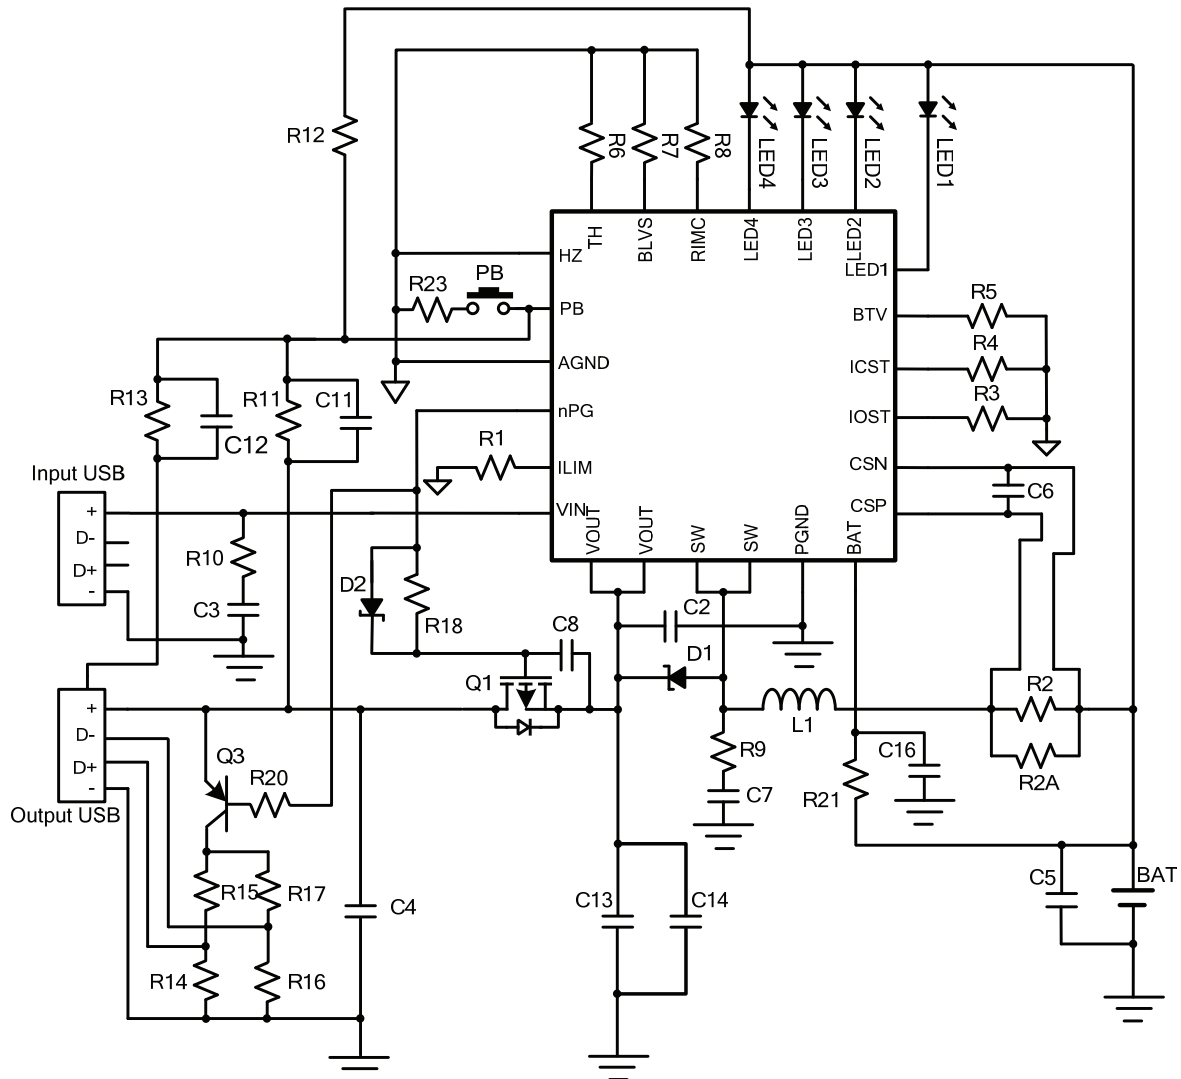 R12
R6
R7
R8
LED4
LED3
LED2
LED1
TH
BLVS
RIMC
LED4
LED3
LED2
LED1
HZ
PB
R23
PB
AGND
nPG
ILIM
VIN
BTV
ICST
IOST
CSN
CSP
R5
R4
R3
C6
R13
C12
R11
C11
R1
Input USB
+
D-
D+
-
R10
C3
VOUT
VOUT
SW
SW
PGND
BAT
D2
R18
C8
C2
D1
Q1
L1
R2
R2A
+
D-
D+
-
Output USB
Q3
R20
R9
C7
R21
C16
R15
R17
R14
R16
C4
C13
C14
C5
BAT